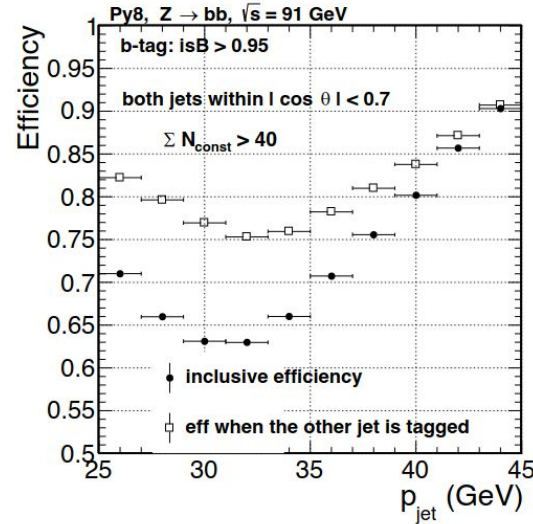 Py8, Z → bb, √s = 91 GeV
b-tag: isB > 0.95
both jets within | cos θ | < 0.7
Σ N_const > 40
Efficiency
1
0.95
0.9
0.85
0.8
0.75
0.7
0.65
0.6
0.55
0.5
inclusive efficiency
eff when the other jet is tagged
25 30 35 40 45
p_jet (GeV)